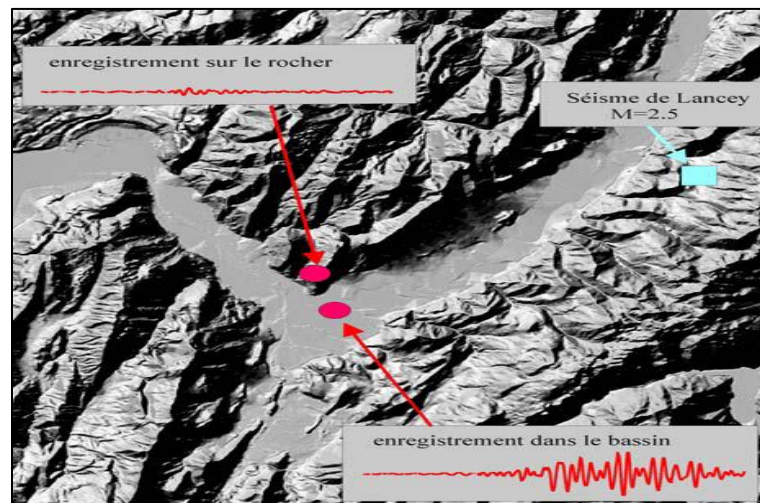 enregistrement sur le rocher
Séisme de Lancey
M=2.5
enregistrement dans le bassin